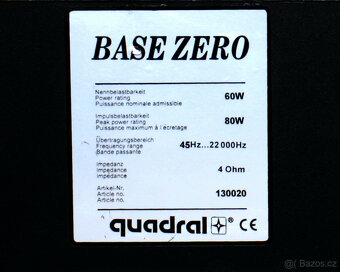 BASE ZERO
Nennbelastbarkeit
Power rating 60W
Puissance nominale admissible
Impulsbelastbarkeit
Peak power rating 80W
Puissance maximum à l'ecretage
Übertragungsbereich
Frequency range 45Hz...22 000Hz
Bande passante
Impedanz
Impedance 4 Ohm
Impédance
Artikel-Nr.
Article no. 130020
Article no.
quadral ® CE
© Bazos.cz